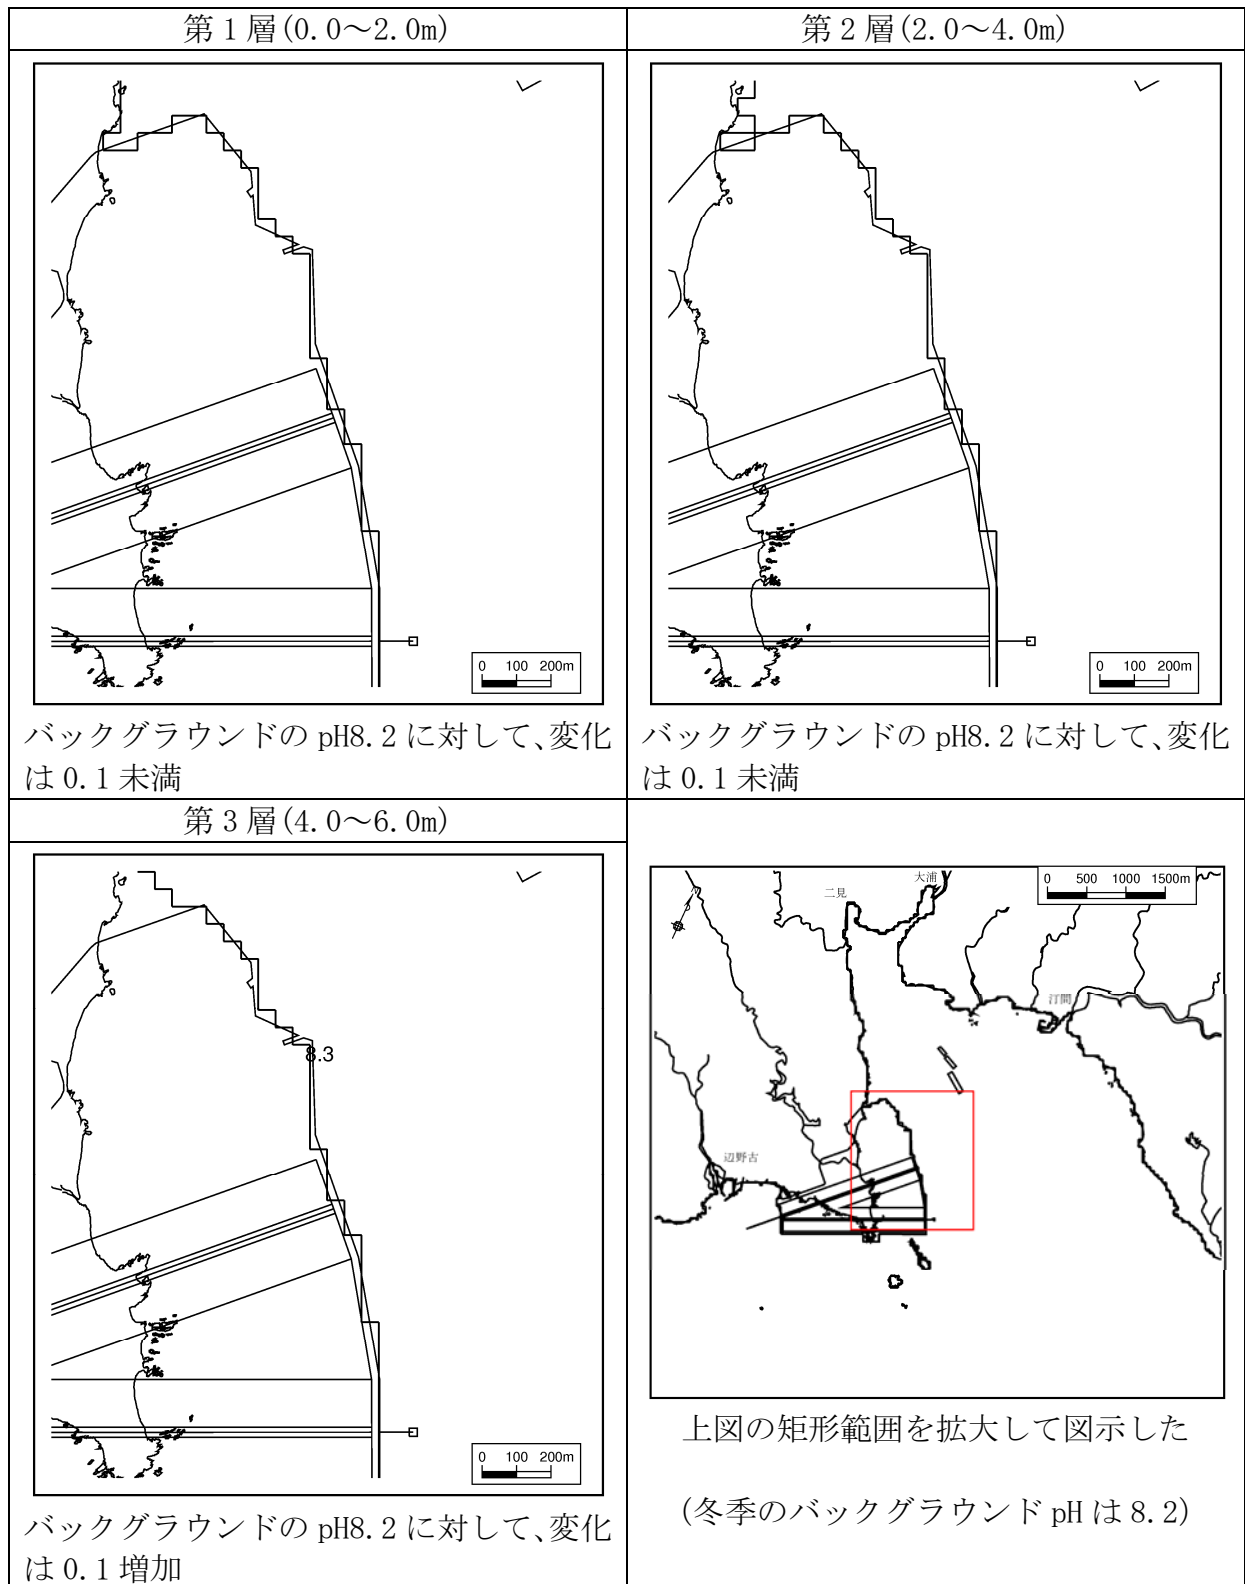 第1層(0.0～2.0m)
第2層(2.0～4.0m)
0 100 200m
0 100 200m
バックグラウンドの pH8.2 に対して、変化
は 0.1 未満
バックグラウンドの pH8.2 に対して、変化
は 0.1 未満
第3層(4.0～6.0m)
8.3
0 100 200m
バックグラウンドの pH8.2 に対して、変化
は 0.1 増加
0 500 1000 1500m
大浦
二見
汀間
辺野古
上図の矩形範囲を拡大して図示した
(冬季のバックグラウンド pH は 8.2)